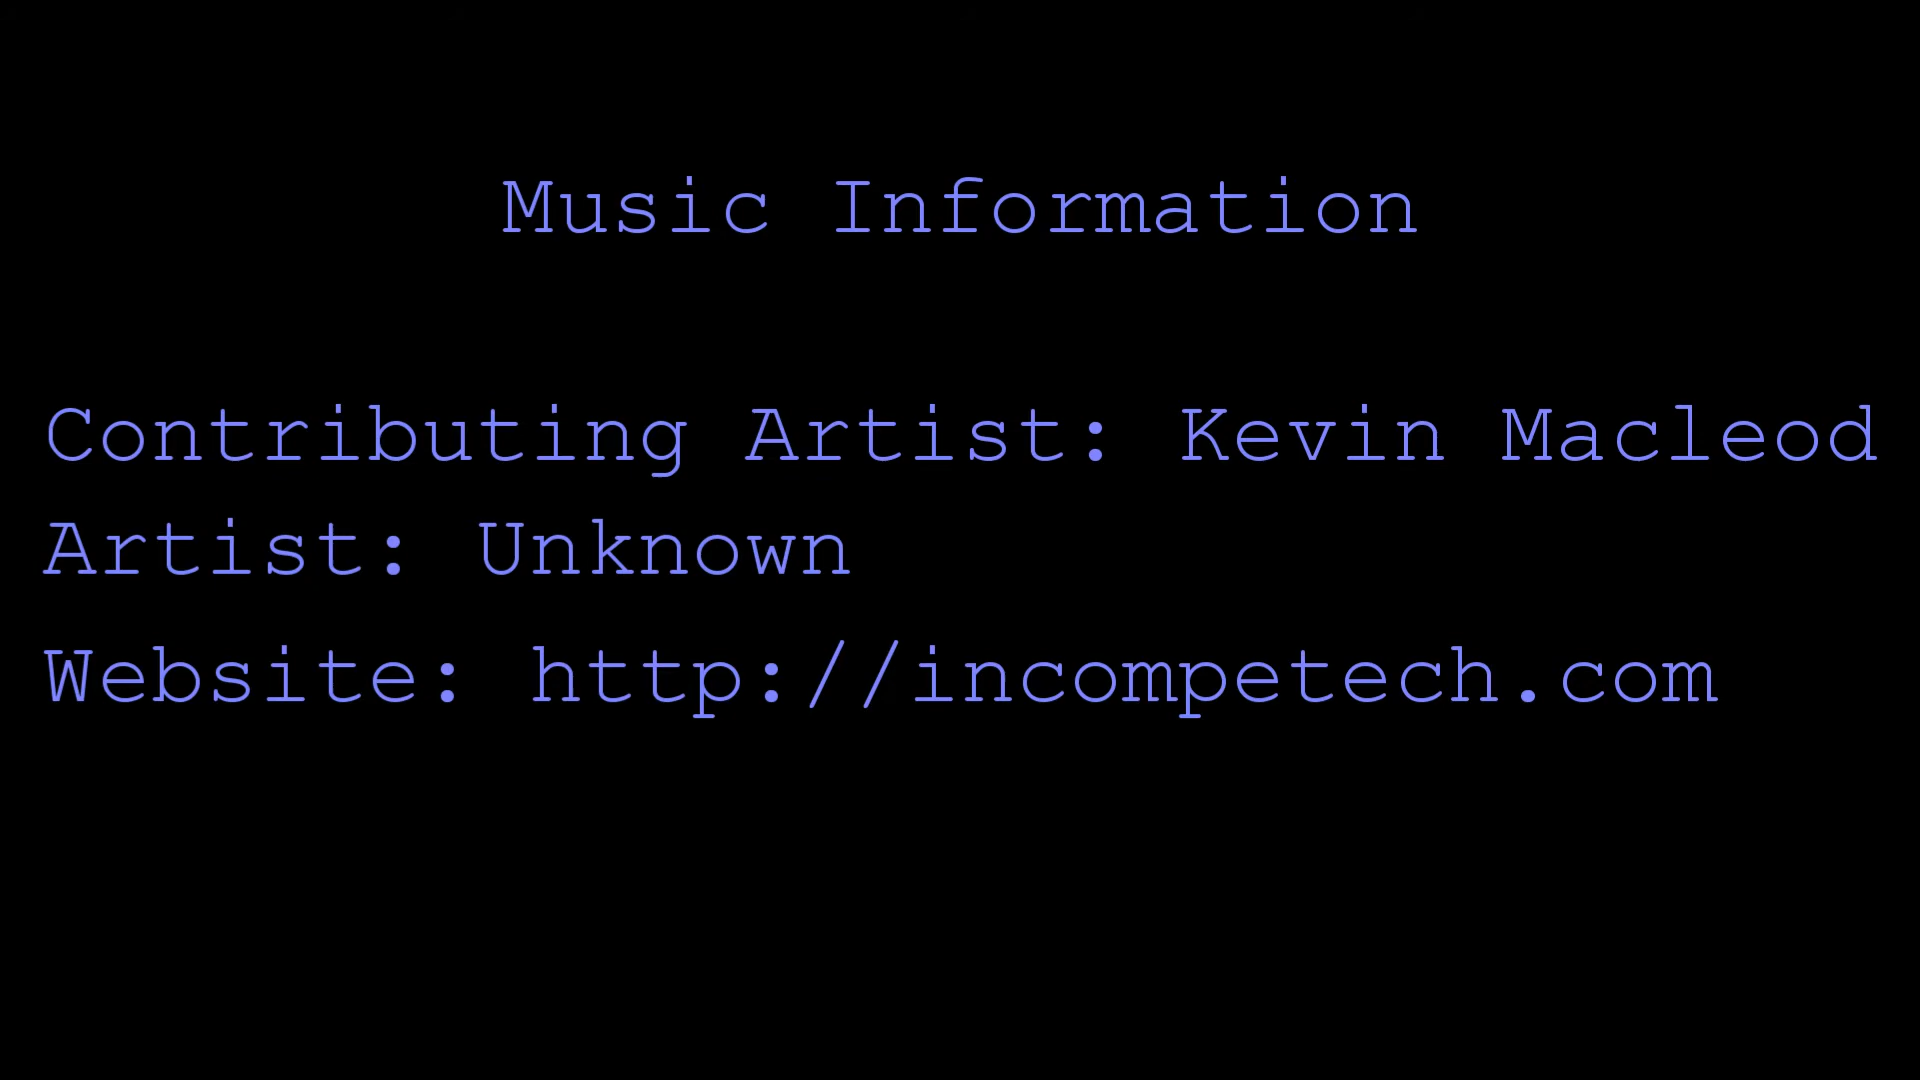 Music Information
Contributing Artist: Kevin Macleod
Artist: Unknown
Website: http://incompetech.com